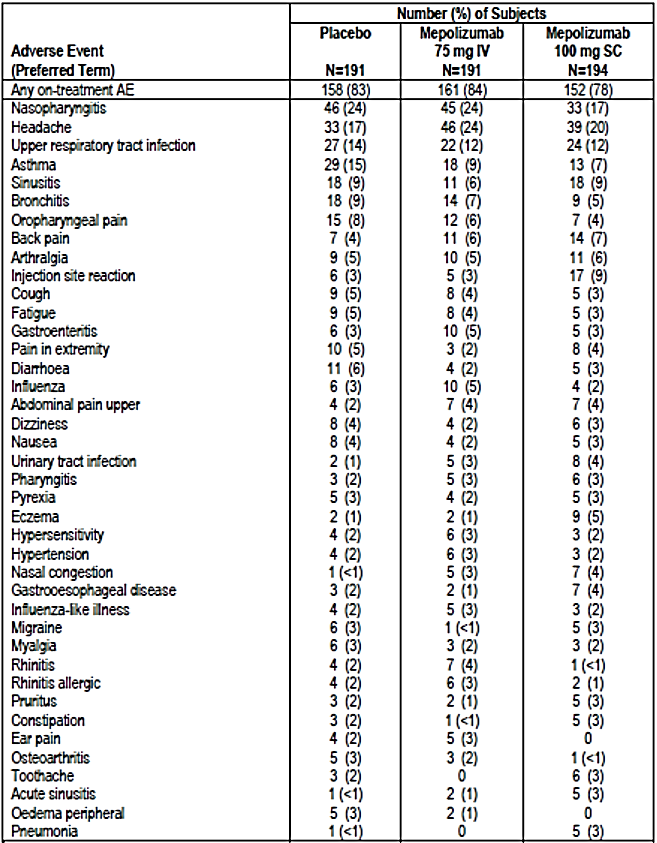 Number (%) of Subjects
Adverse Event (Preferred Term) Placebo N=191 Mepolizumab 75 mg IV N=191 Mepolizumab 100 mg SC N=194
Any on-treatment AE 158 (83) 161 (84) 152 (78)
Nasopharyngitis 46 (24) 45 (24) 33 (17)
Headache 33 (17) 46 (24) 39 (20)
Upper respiratory tract infection 27 (14) 22 (12) 24 (12)
Asthma 29 (15) 18 (9) 13 (7)
Sinusitis 18 (9) 11 (6) 18 (9)
Bronchitis 18 (9) 14 (7) 9 (5)
Oropharyngeal pain 15 (8) 12 (6) 7 (4)
Back pain 7 (4) 11 (6) 14 (7)
Arthralgia 9 (5) 10 (5) 11 (6)
Injection site reaction 6 (3) 5 (3) 17 (9)
Cough 9 (5) 8 (4) 5 (3)
Fatigue 9 (5) 8 (4) 5 (3)
Gastroenteritis 6 (3) 10 (5) 5 (3)
Pain in extremity 10 (5) 3 (2) 8 (4)
Diarrhoea 11 (6) 4 (2) 5 (3)
Influenza 6 (3) 10 (5) 4 (2)
Abdominal pain upper 4 (2) 7 (4) 7 (4)
Dizziness 8 (4) 4 (2) 6 (3)
Nausea 8 (4) 4 (2) 5 (3)
Urinary tract infection 2 (1) 5 (3) 8 (4)
Pharyngitis 3 (2) 5 (3) 6 (3)
Pyrexia 5 (3) 4 (2) 5 (3)
Eczema 2 (1) 2 (1) 9 (5)
Hypersensitivity 4 (2) 6 (3) 3 (2)
Hypertension 4 (2) 6 (3) 3 (2)
Nasal congestion 1 (<1) 5 (3) 7 (4)
Gastrooesophageal disease 3 (2) 2 (1) 7 (4)
Influenza-like illness 4 (2) 5 (3) 3 (2)
Migraine 6 (3) 1 (<1) 5 (3)
Myalgia 6 (3) 3 (2) 3 (2)
Rhinitis 4 (2) 7 (4) 1 (<1)
Rhinitis allergic 4 (2) 6 (3) 2 (1)
Pruritus 3 (2) 2 (1) 5 (3)
Constipation 3 (2) 1 (<1) 5 (3)
Ear pain 4 (2) 5 (3) 0
Osteoarthritis 5 (3) 3 (2) 1 (<1)
Toothache 3 (2) 0 6 (3)
Acute sinusitis 1 (<1) 2 (1) 5 (3)
Oedema peripheral 5 (3) 2 (1) 0
Pneumonia 1 (<1) 0 5 (3)